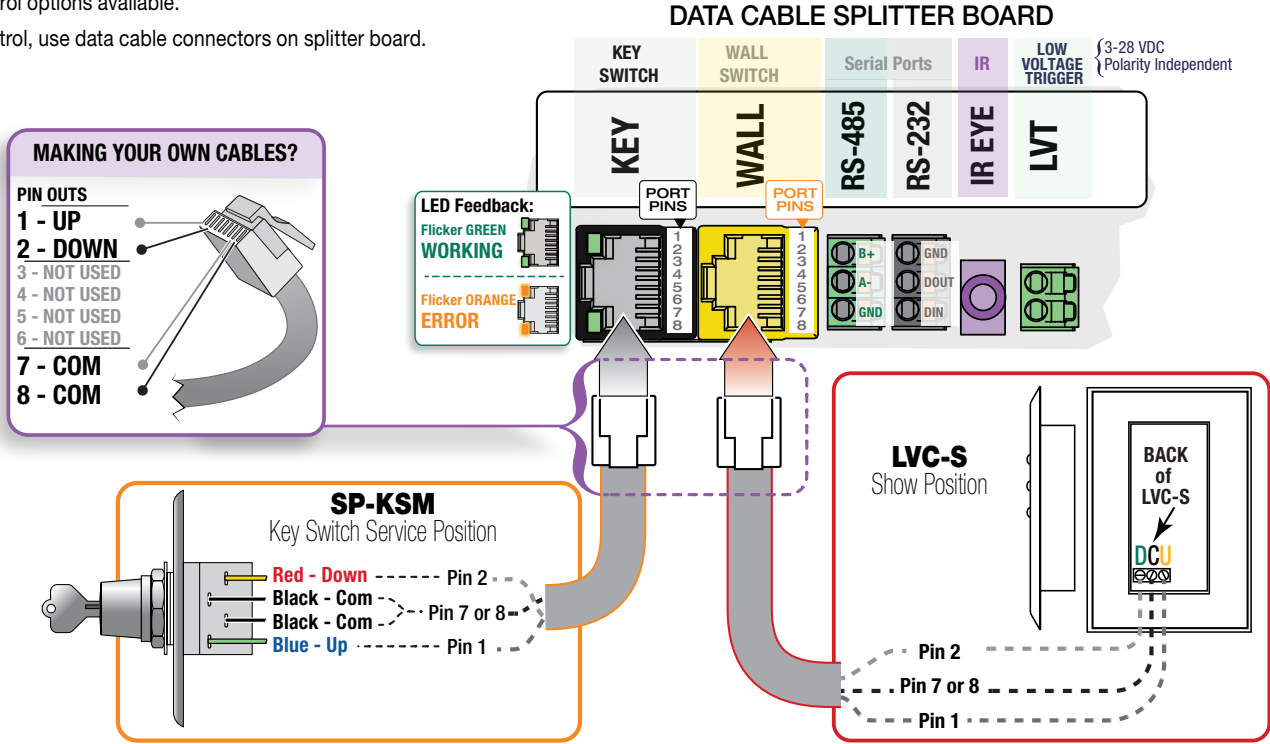 rol options available.
trol, use data cable connectors on splitter board.
DATA CABLE SPLITTER BOARD
KEY
SWITCH
WALL
SWITCH
Serial Ports
IR
LOW
VOLTAGE
TRIGGER
3-28 VDC
Polarity Independent
KEY
WALL
RS-485
RS-232
IR EYE
LVT
MAKING YOUR OWN CABLES?
PIN OUTS
1 - UP
2 - DOWN
3 - NOT USED
4 - NOT USED
5 - NOT USED
6 - NOT USED
7 - COM
8 - COM
LED Feedback:
Flicker GREEN
WORKING
Flicker ORANGE
ERROR
PORT
PINS
1
2
3
4
5
6
7
8
PORT
PINS
1
2
3
4
5
6
7
8
B+
A-
GND
GND
DOUT
DIN
SP-KSM
Key Switch Service Position
Red - Down
Pin 2
Black - Com
Black - Com
Pin 7 or 8
Blue - Up
Pin 1
LVC-S
Show Position
BACK
of
LVC-S
DCU
Pin 2
Pin 7 or 8
Pin 1